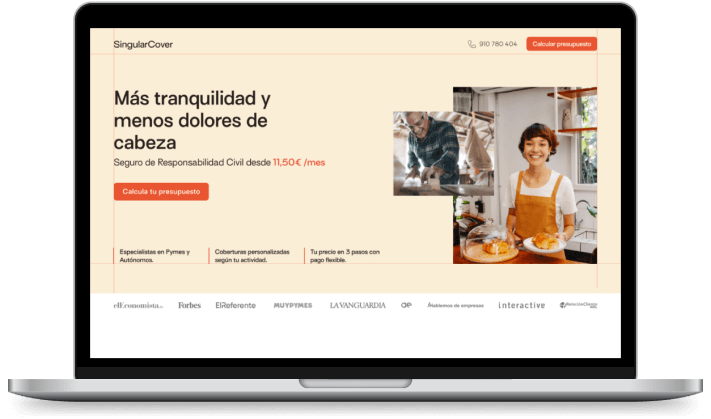 SingularCover
910 780 404
Calcular presupuesto
Más tranquilidad y
menos dolores de
cabeza
Seguro de Responsabilidad Civil desde 11,50€ /mes
Calcula tu presupuesto
Especialistas en Pymes y
Autónomos.
Coberturas personalizadas
según tu actividad.
Tu precio en 3 pasos con
pago flexible.
elEconomista.es
Forbes
ElReferente
MUYPYMES
LA VANGUARDIA
Hablemos de empresas
interactive